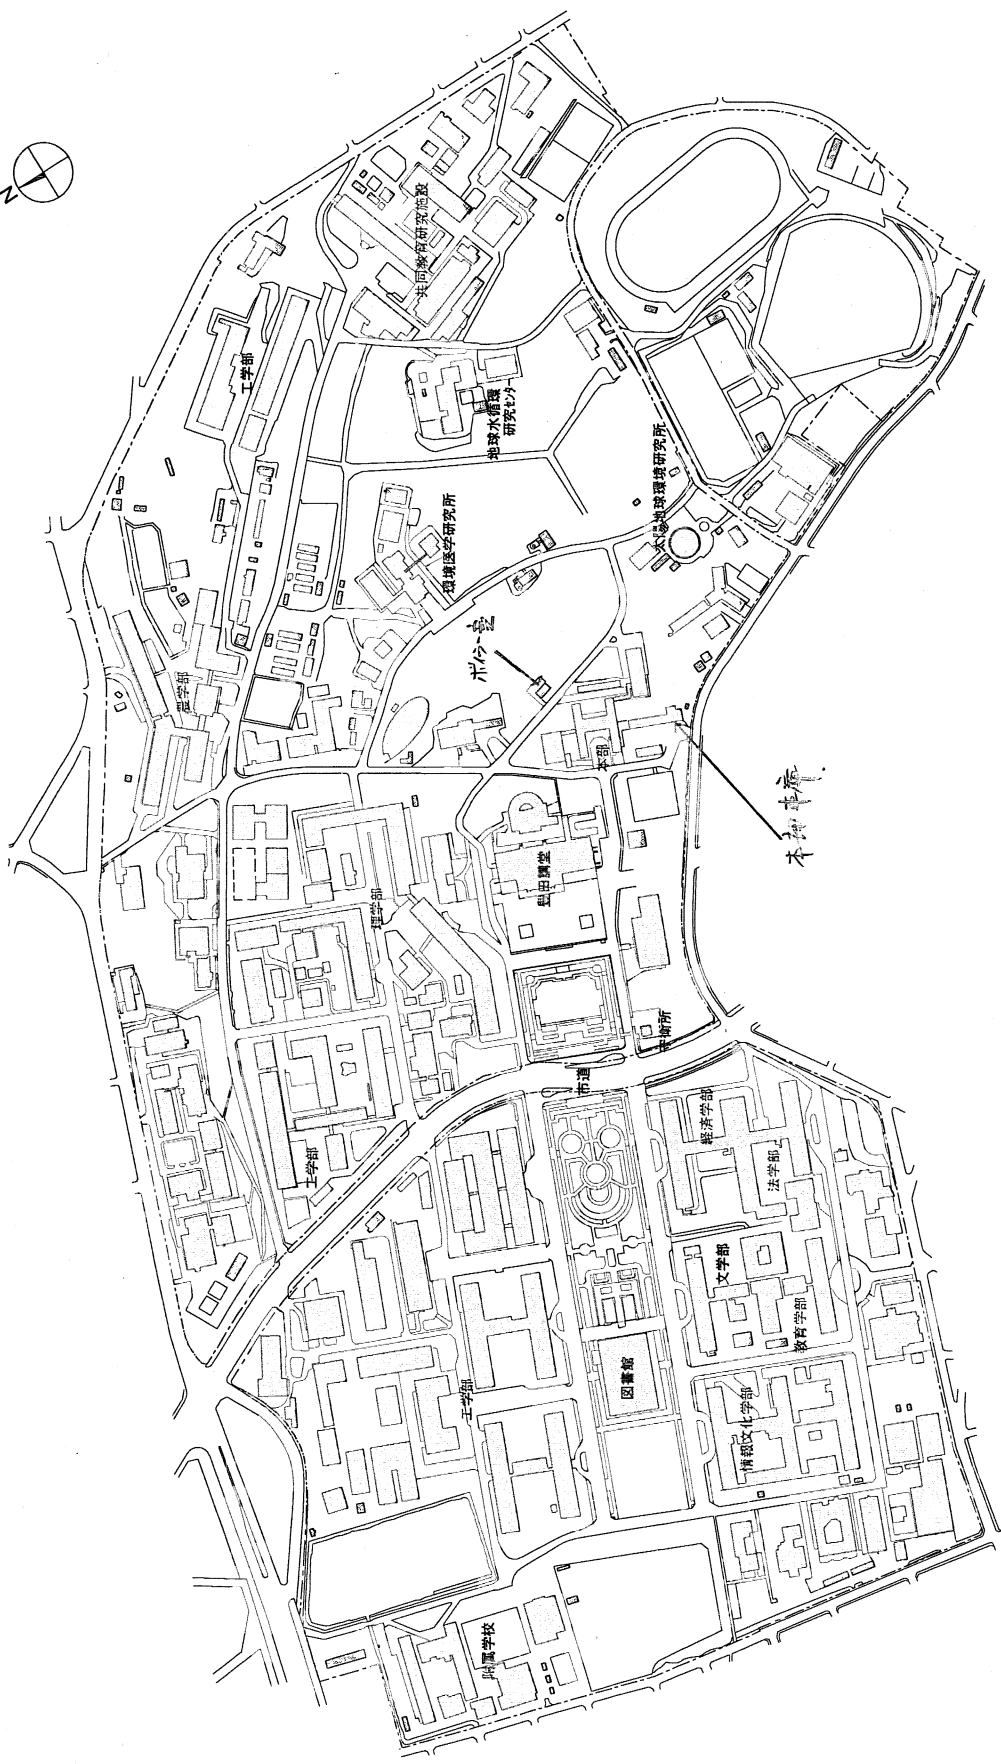 N
共同教育研究施設
工学部
地球水循環
研究センター
太陽地球環境研究所
環境医学研究所
ボイラー室
農学部
本部
本部車庫
豊田講堂
理学部
守衛所
市道
工学部
経済学部
法学部
文学部
教育学部
図書館
工学部
情報文化学部
附属学校